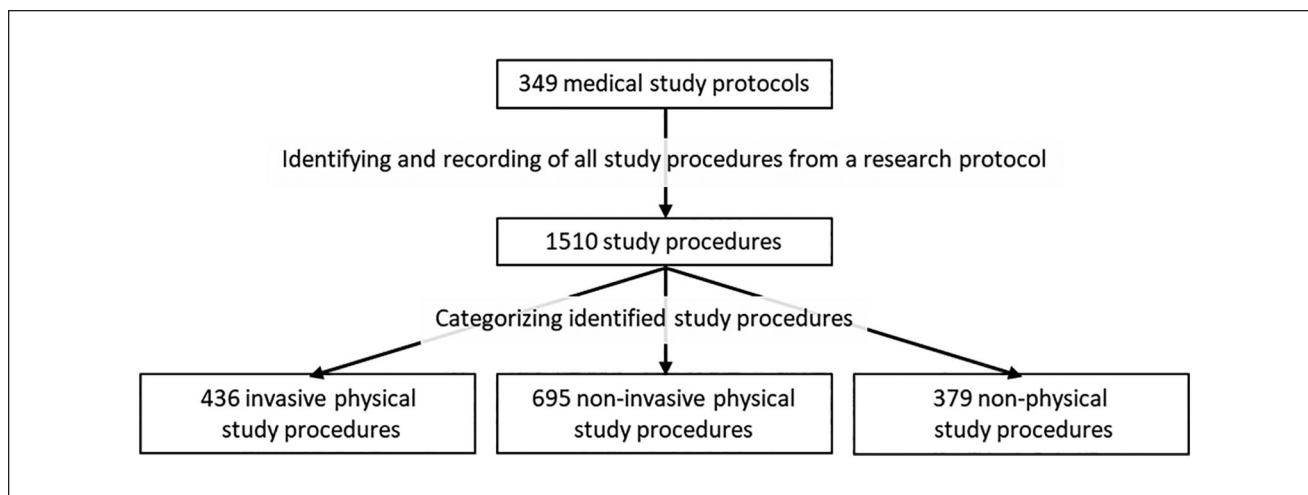 349 medical study protocols
Identifying and recording of all study procedures from a research protocol
1510 study procedures
Categorizing identified study procedures
436 invasive physical
study procedures
695 non-invasive physical
study procedures
379 non-physical
study procedures